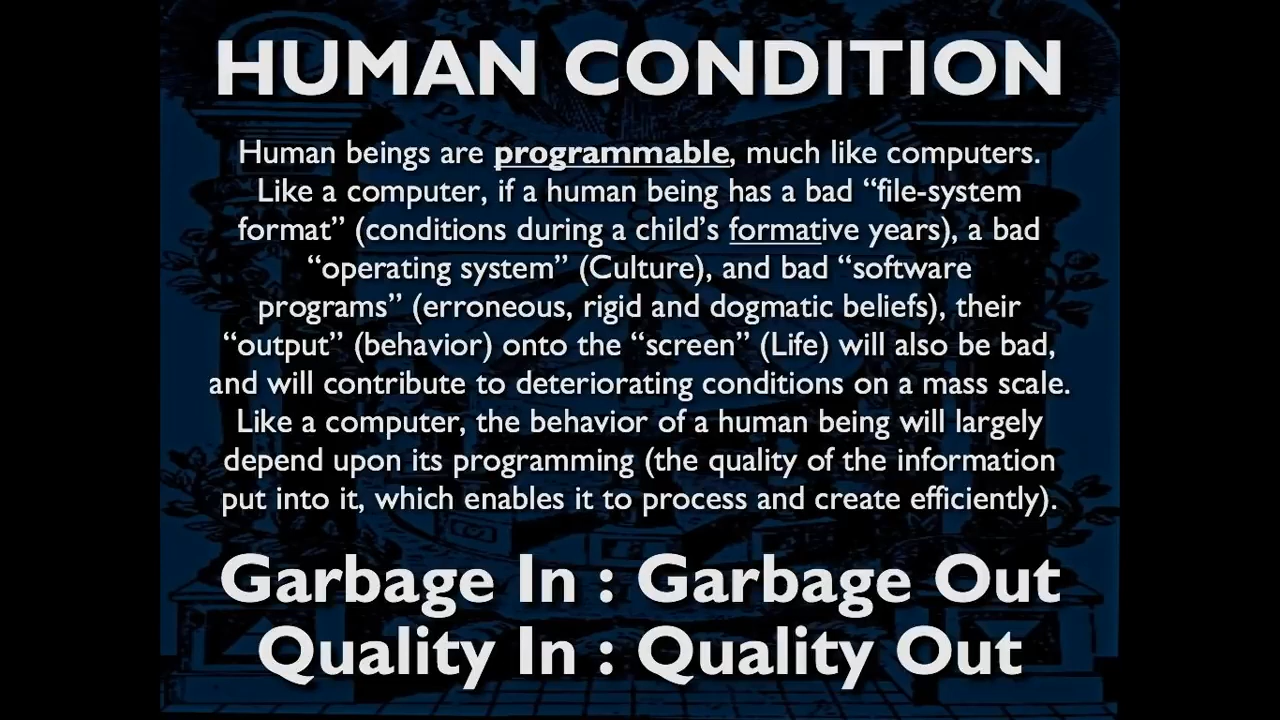 HUMAN CONDITION
Human beings are programmable, much like computers.
Like a computer, if a human being has a bad “file-system
format” (conditions during a child’s formative years), a bad
“operating system” (Culture), and bad “software
programs” (erroneous, rigid and dogmatic beliefs), their
“output” (behavior) onto the “screen” (Life) will also be bad,
and will contribute to deteriorating conditions on a mass scale.
Like a computer, the behavior of a human being will largely
depend upon its programming (the quality of the information
put into it, which enables it to process and create efficiently).
Garbage In : Garbage Out
Quality In : Quality Out